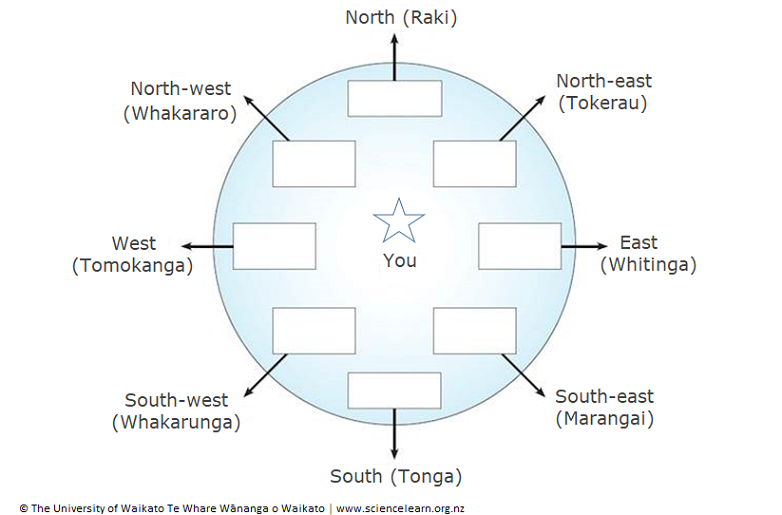 North (Raki)
North-west
(Whakararo)
North-east
(Tokerau)
West
(Tomokanga)
You
East
(Whitinga)
South-west
(Whakarunga)
South-east
(Marangai)
South (Tonga)
© The University of Waikato Te Whare Wānanga o Waikato | www.sciencelearn.org.nz